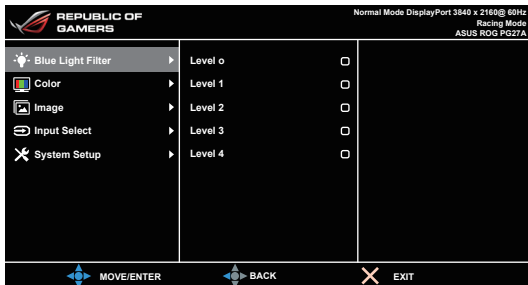 REPUBLIC OF
GAMERS
Normal Mode DisplayPort 3840 x 2160@ 60Hz
Racing Mode
ASUS ROG PG27A
Blue Light Filter
Color
Image
Input Select
System Setup
Level o
Level 1
Level 2
Level 3
Level 4
MOVE/ENTER
BACK
EXIT